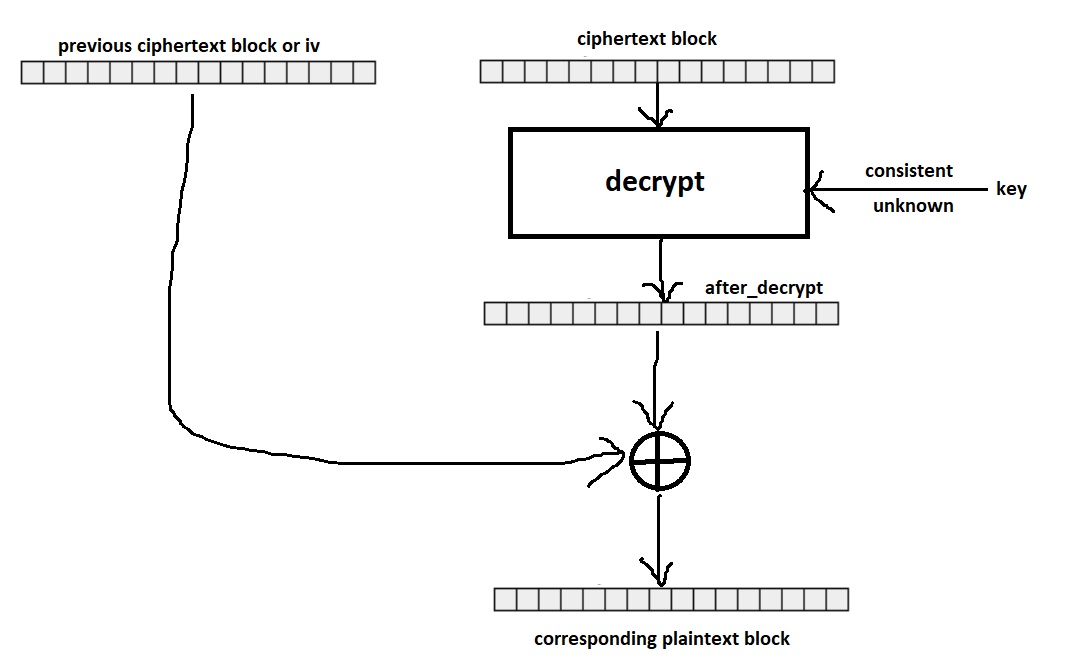 previous ciphertext block or iv
ciphertext block
decrypt
consistent
unknown
key
after_decrypt
corresponding plaintext block